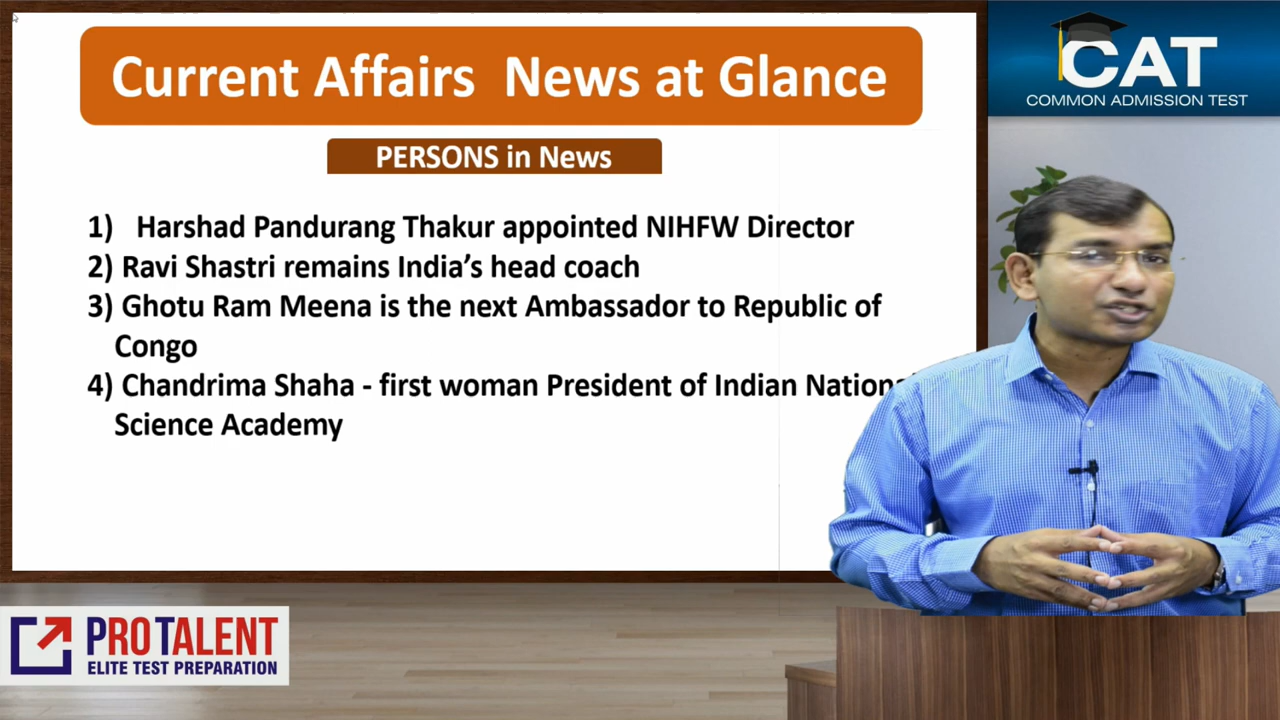 Current Affairs News at Glance
CAT
COMMON ADMISSION TEST
PERSONS in News
1) Harshad Pandurang Thakur appointed NIHFW Director
2) Ravi Shastri remains India's head coach
3) Ghotu Ram Meena is the next Ambassador to Republic of
Congo
4) Chandrima Shaha - first woman President of Indian National
Science Academy
PROTALENT
ELITE TEST PREPARATION